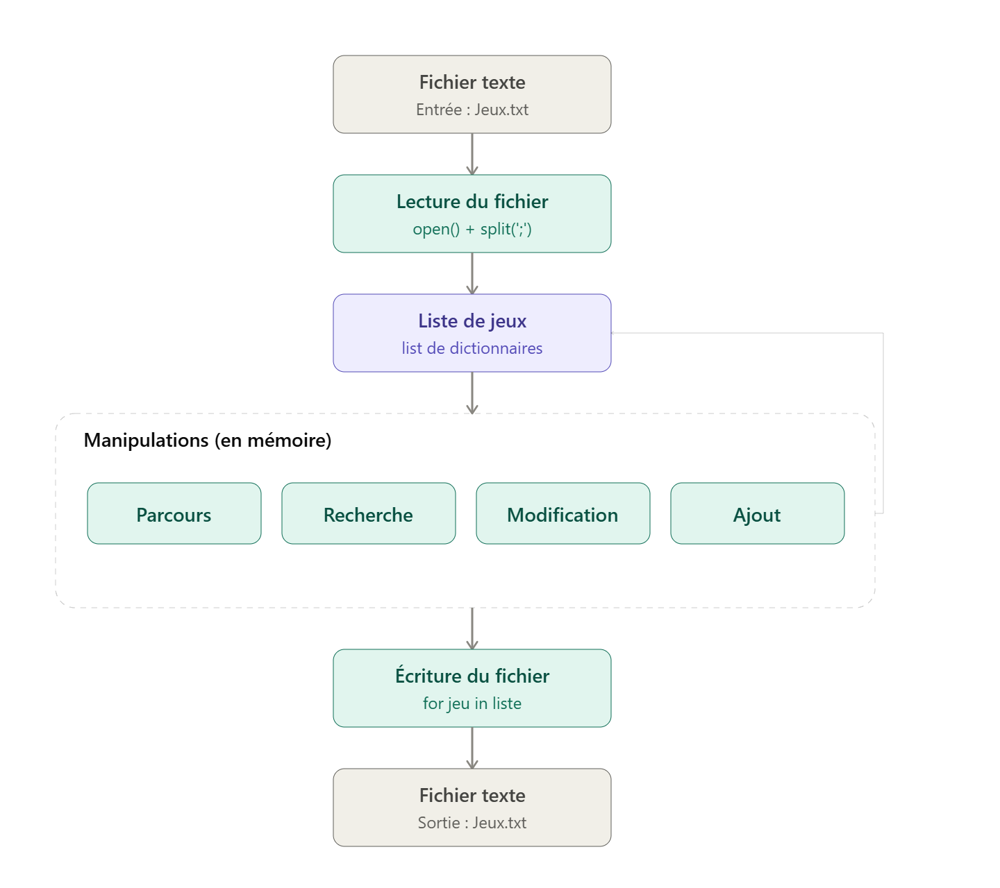 Fichier texte
Entrée : Jeux.txt
Lecture du fichier
open() + split(';')
Liste de jeux
list de dictionnaires
Manipulations (en mémoire)
Parcours
Recherche
Modification
Ajout
Écriture du fichier
for jeu in liste
Fichier texte
Sortie : Jeux.txt